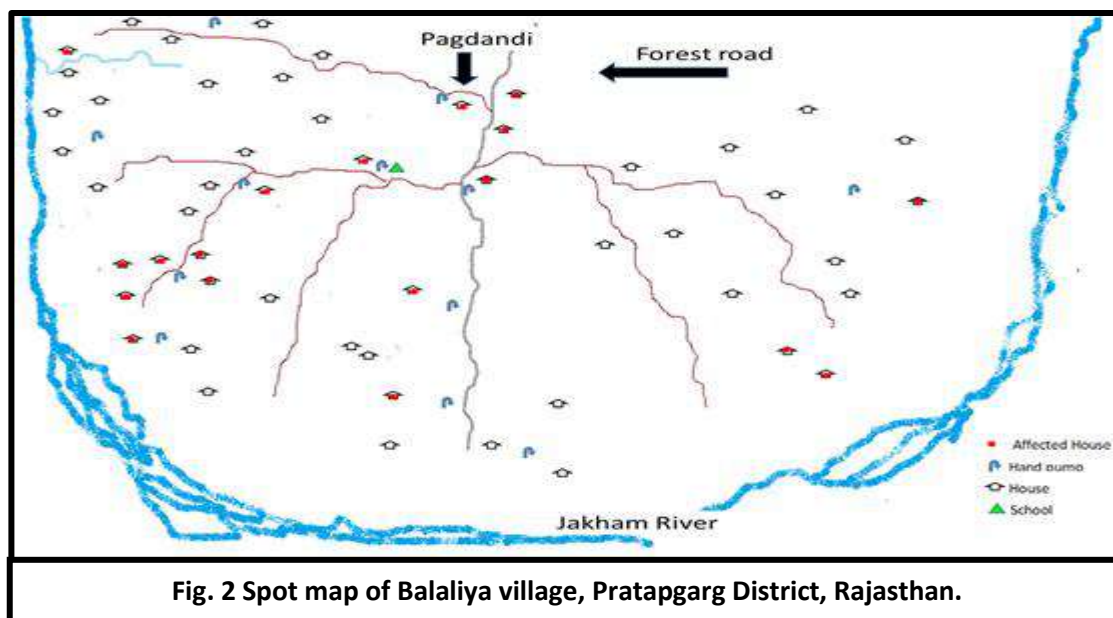 Pagdandi
Forest road
Affected House
Hand pump
House
School
Jakham River
Fig. 2 Spot map of Balaliya village, Pratapgarg District, Rajasthan.